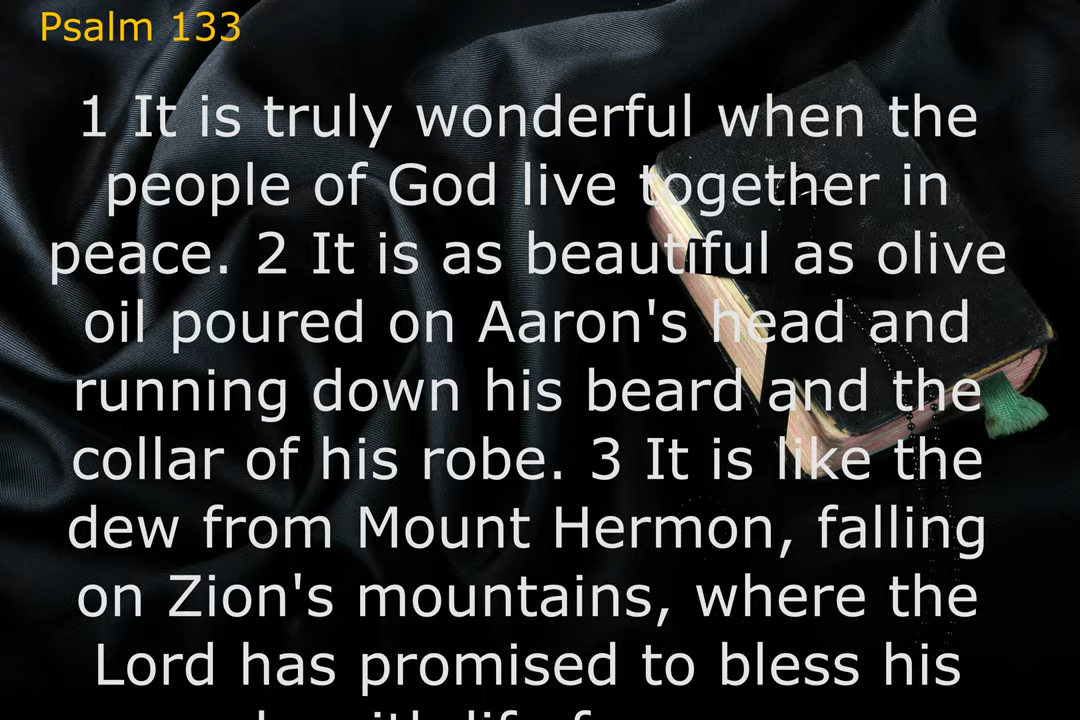 Psalm 133
1 It is truly wonderful when the
people of God live together in
peace. 2 It is as beautiful as olive
oil poured on Aaron's head and
running down his beard and the
collar of his robe. 3 It is like the
dew from Mount Hermon, falling
on Zion's mountains, where the
Lord has promised to bless his